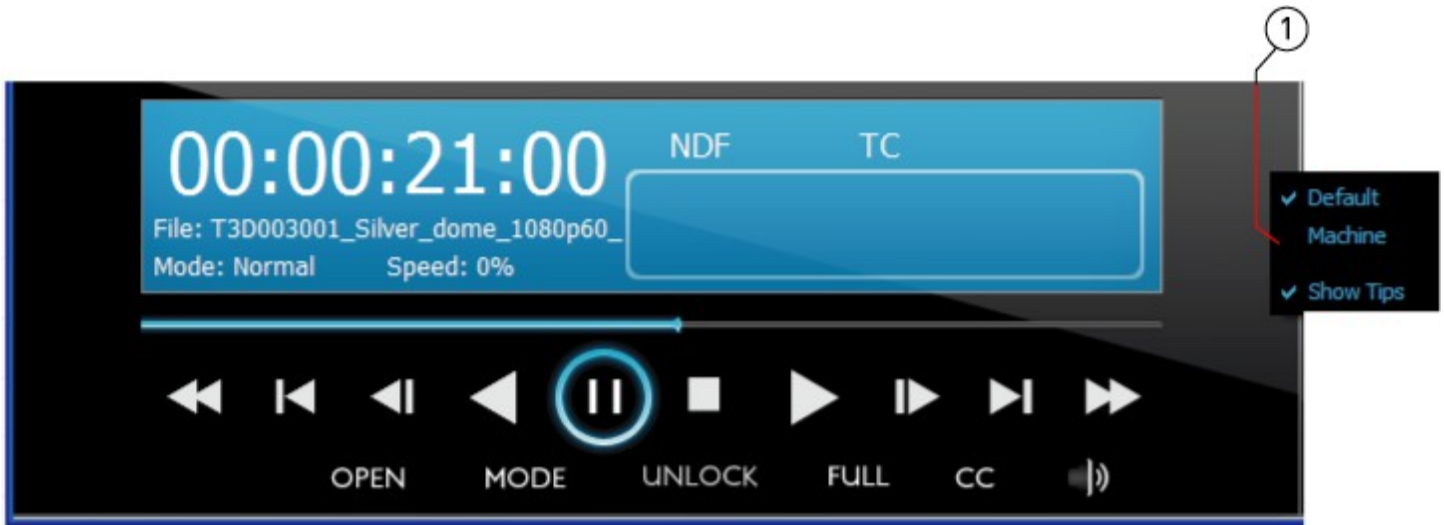 1
00:00:21:00 NDF TC
File: T3D003001_Silver_dome_1080p60_
Mode: Normal Speed: 0%
Default
Machine
Show Tips
OPEN MODE UNLOCK FULL CC